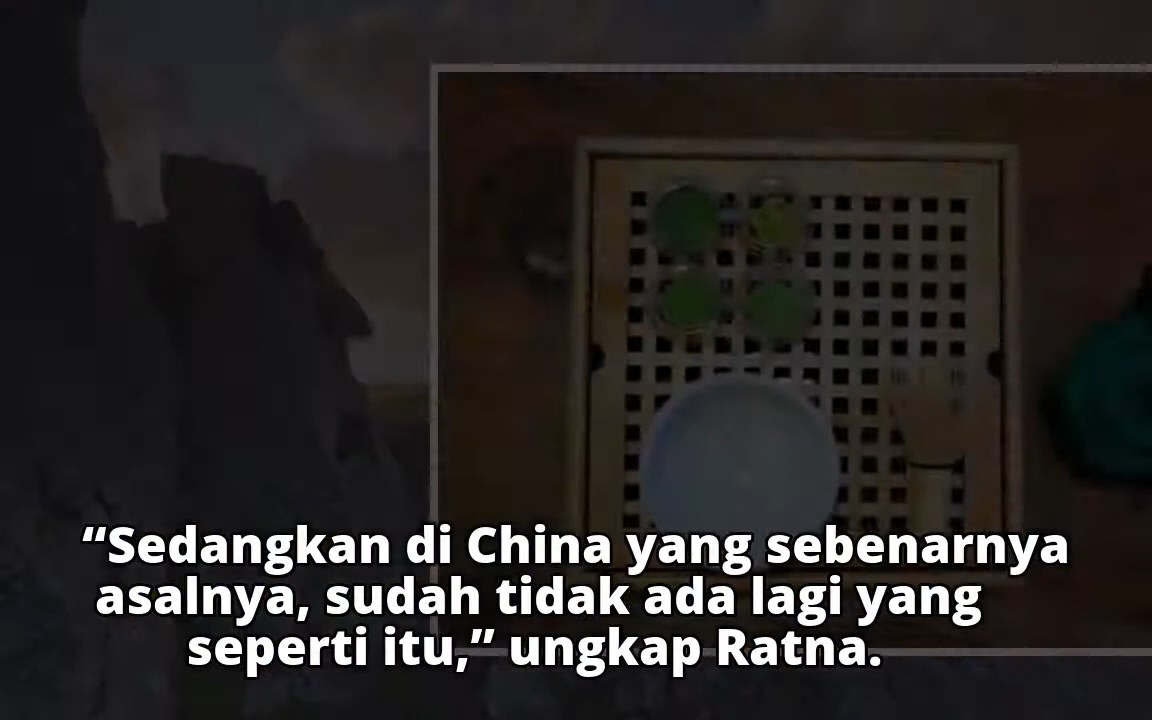 “Sedangkan di China yang sebenarnya
asalnya, sudah tidak ada lagi yang
seperti itu,” ungkap Ratna.